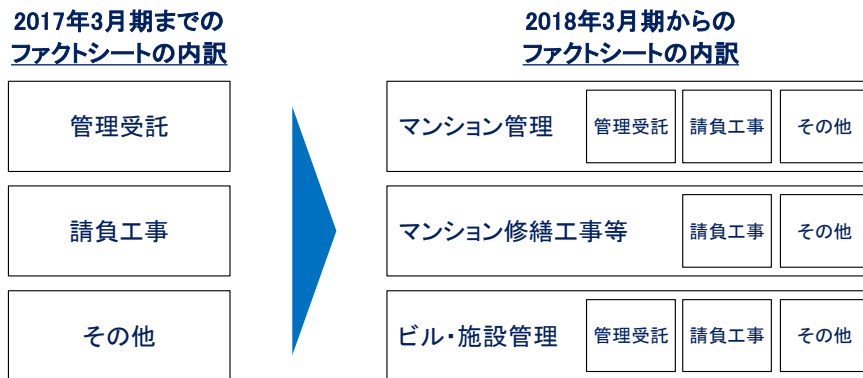 2017年3月期までの
ファクトシートの内訳
管理受託
請負工事
その他
2018年3月期からの
ファクトシートの内訳
マンション管理 管理受託 請負工事 その他
マンション修繕工事等 請負工事 その他
ビル・施設管理 管理受託 請負工事 その他